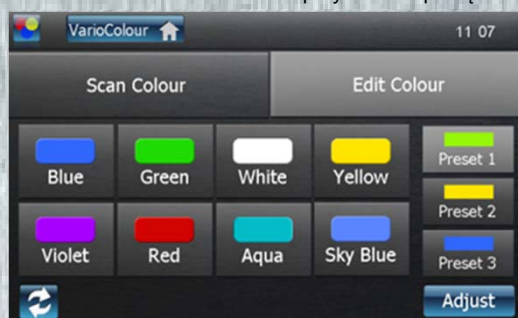 VarioColour
11 07
Scan Colour
Edit Colour
Blue
Green
White
Yellow
Preset 1
Preset 2
Violet
Red
Aqua
Sky Blue
Preset 3
Adjust